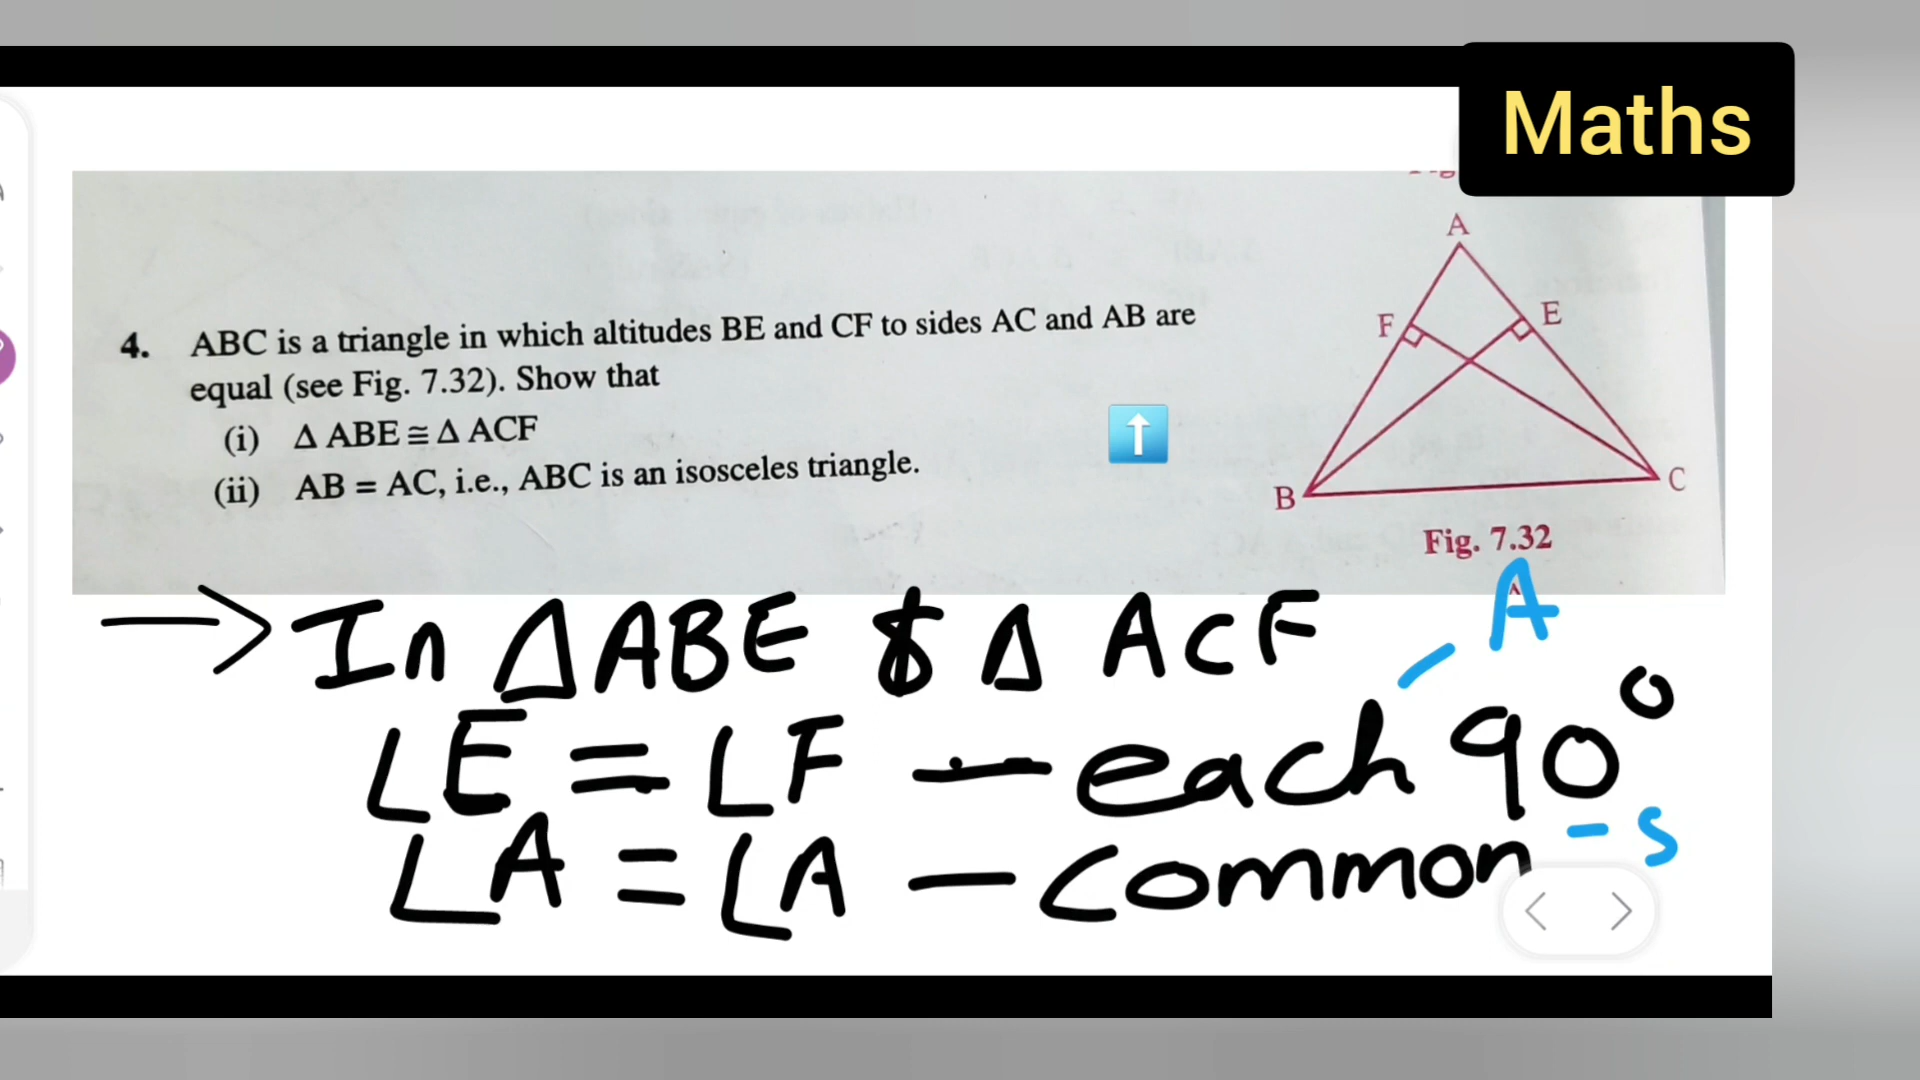 Maths
4. ABC is a triangle in which altitudes BE and CF to sides AC and AB are
equal (see Fig. 7.32). Show that
(i) Δ ABE ≅ Δ ACF
(ii) AB = AC, i.e., ABC is an isosceles triangle.
A
F
E
B
C
Fig. 7.32
A
→ In ΔABE $ Δ ACF
- A
∠E = ∠F - each 90°
- S
∠A = ∠A - common